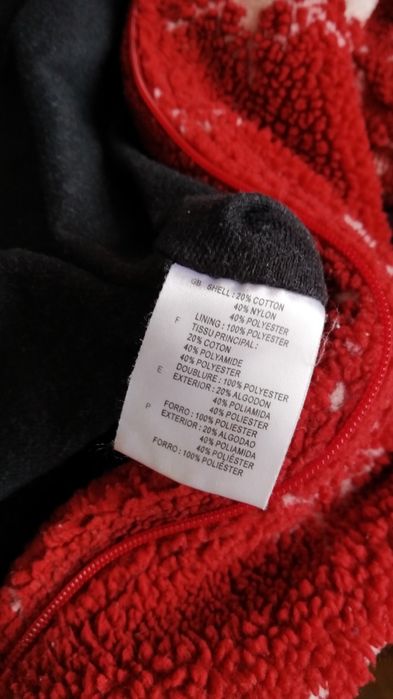 GB SHELL : 20% COTTON
40% NYLON
40% POLYESTER
LINING : 100% POLYESTER
F TISSU PRINCIPAL :
20% COTON
40% POLYAMIDE
40% POLYESTER
DOUBLURE : 100% POLYESTER
E EXTERIOR : 20% ALGODON
40% POLIAMIDA
40% POLIESTER
FORRO : 100% POLIESTER
P EXTERIOR : 20% ALGODAO
40% POLIAMIDA
40% POLIÉSTER
FORRO : 100% POLIÉSTER